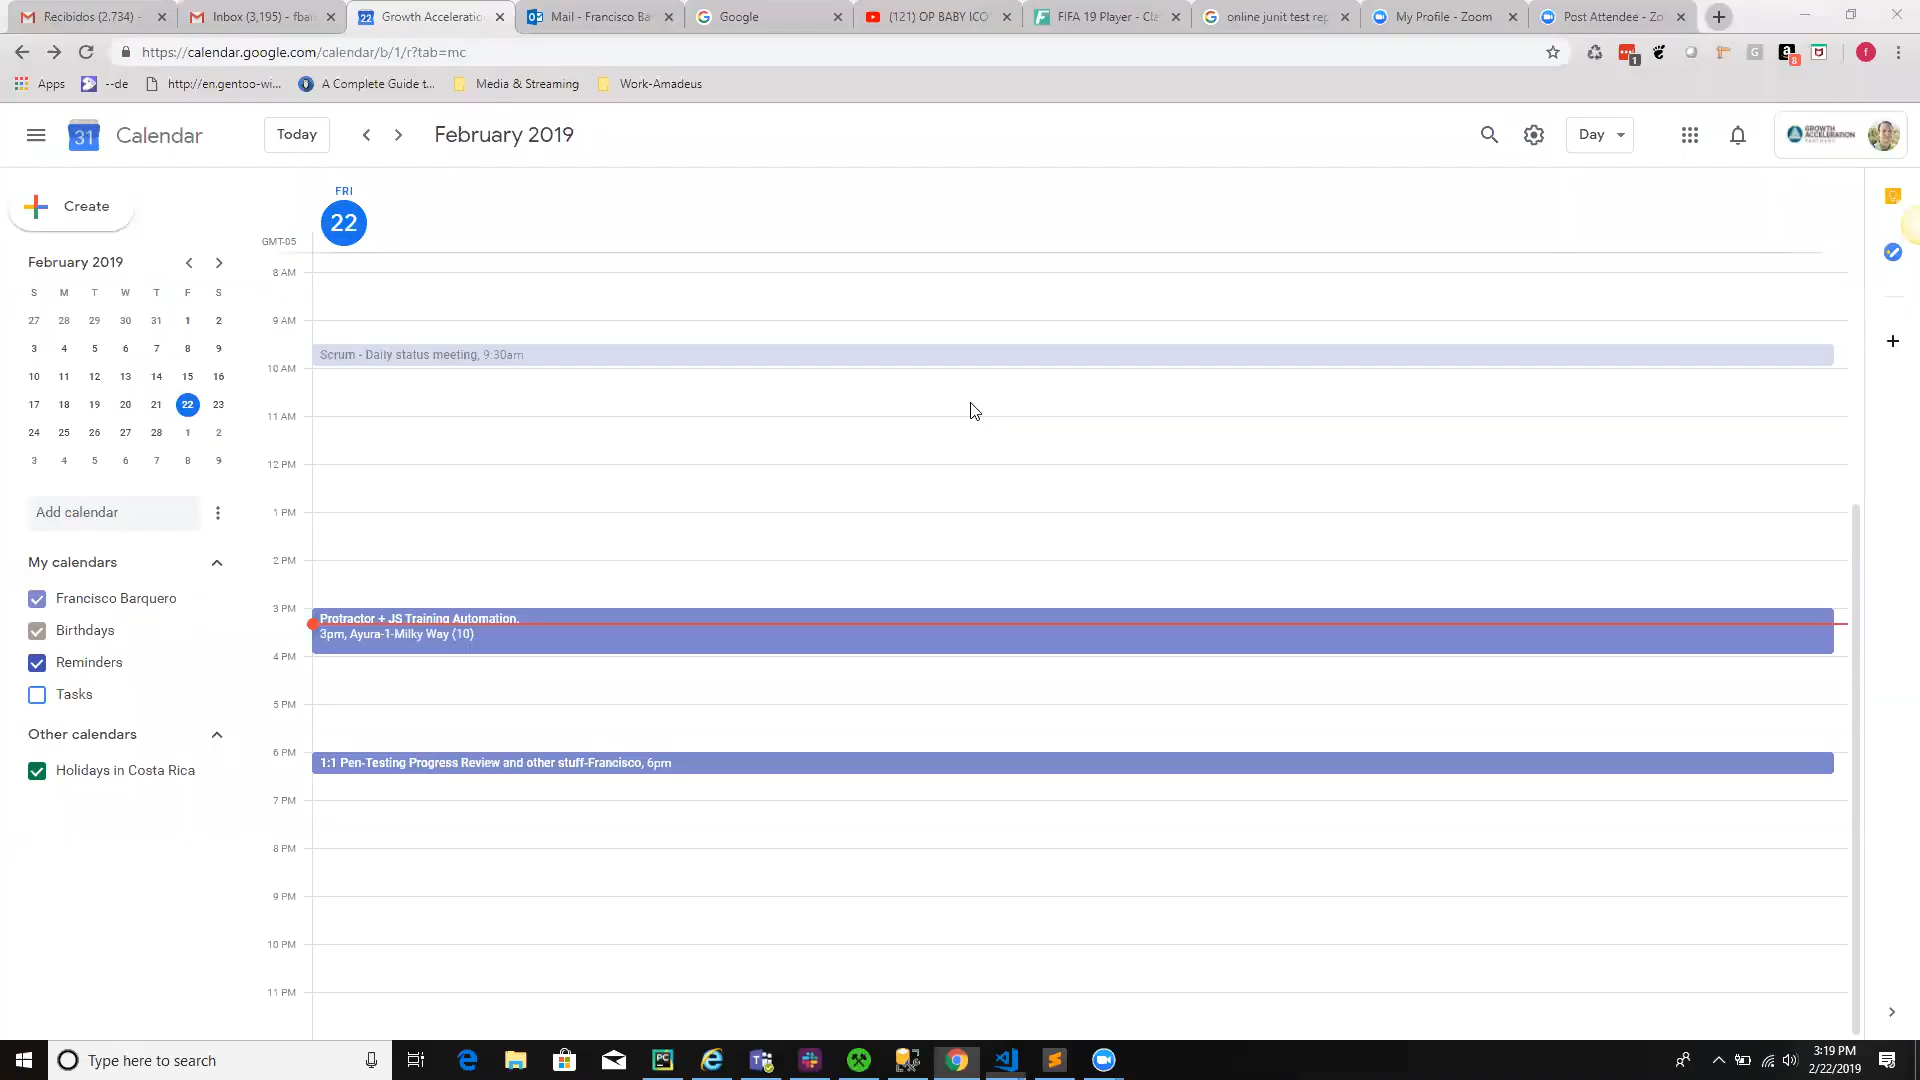 Recibidos (2.734) -
Inbox (3,195) - fba
Growth Acceleratio
Mail - Francisco Ba
Google
(121) OP BABY ICO
FIFA 19 Player - Cla
online junit test rep
My Profile - Zoom
Post Attendee - Zo
https://calendar.google.com/calendar/b/1/r?tab=mc
1
8
f
Apps
--de
http://en.gentoo-wi...
A Complete Guide t...
Media & Streaming
Work-Amadeus
31
Calendar
Today
February 2019
Day
GROWTH
ACCELERATION
Create
FRI
22
GMT-05
February 2019
S M T W T F S
27 28 29 30 31 1 2
3 4 5 6 7 8 9
10 11 12 13 14 15 16
17 18 19 20 21 22 23
24 25 26 27 28 1 2
3 4 5 6 7 8 9
Add calendar
My calendars
Francisco Barquero
Birthdays
Reminders
Tasks
Other calendars
Holidays in Costa Rica
8 AM
9 AM
Scrum - Daily status meeting, 9:30am
10 AM
11 AM
12 PM
1 PM
2 PM
3 PM
Protractor + JS Training Automation,
3pm, Ayura-1-Milky Way (10)
4 PM
5 PM
6 PM
1:1 Pen-Testing Progress Review and other stuff-Francisco, 6pm
7 PM
8 PM
9 PM
10 PM
11 PM
Type here to search
3:19 PM
2/22/2019